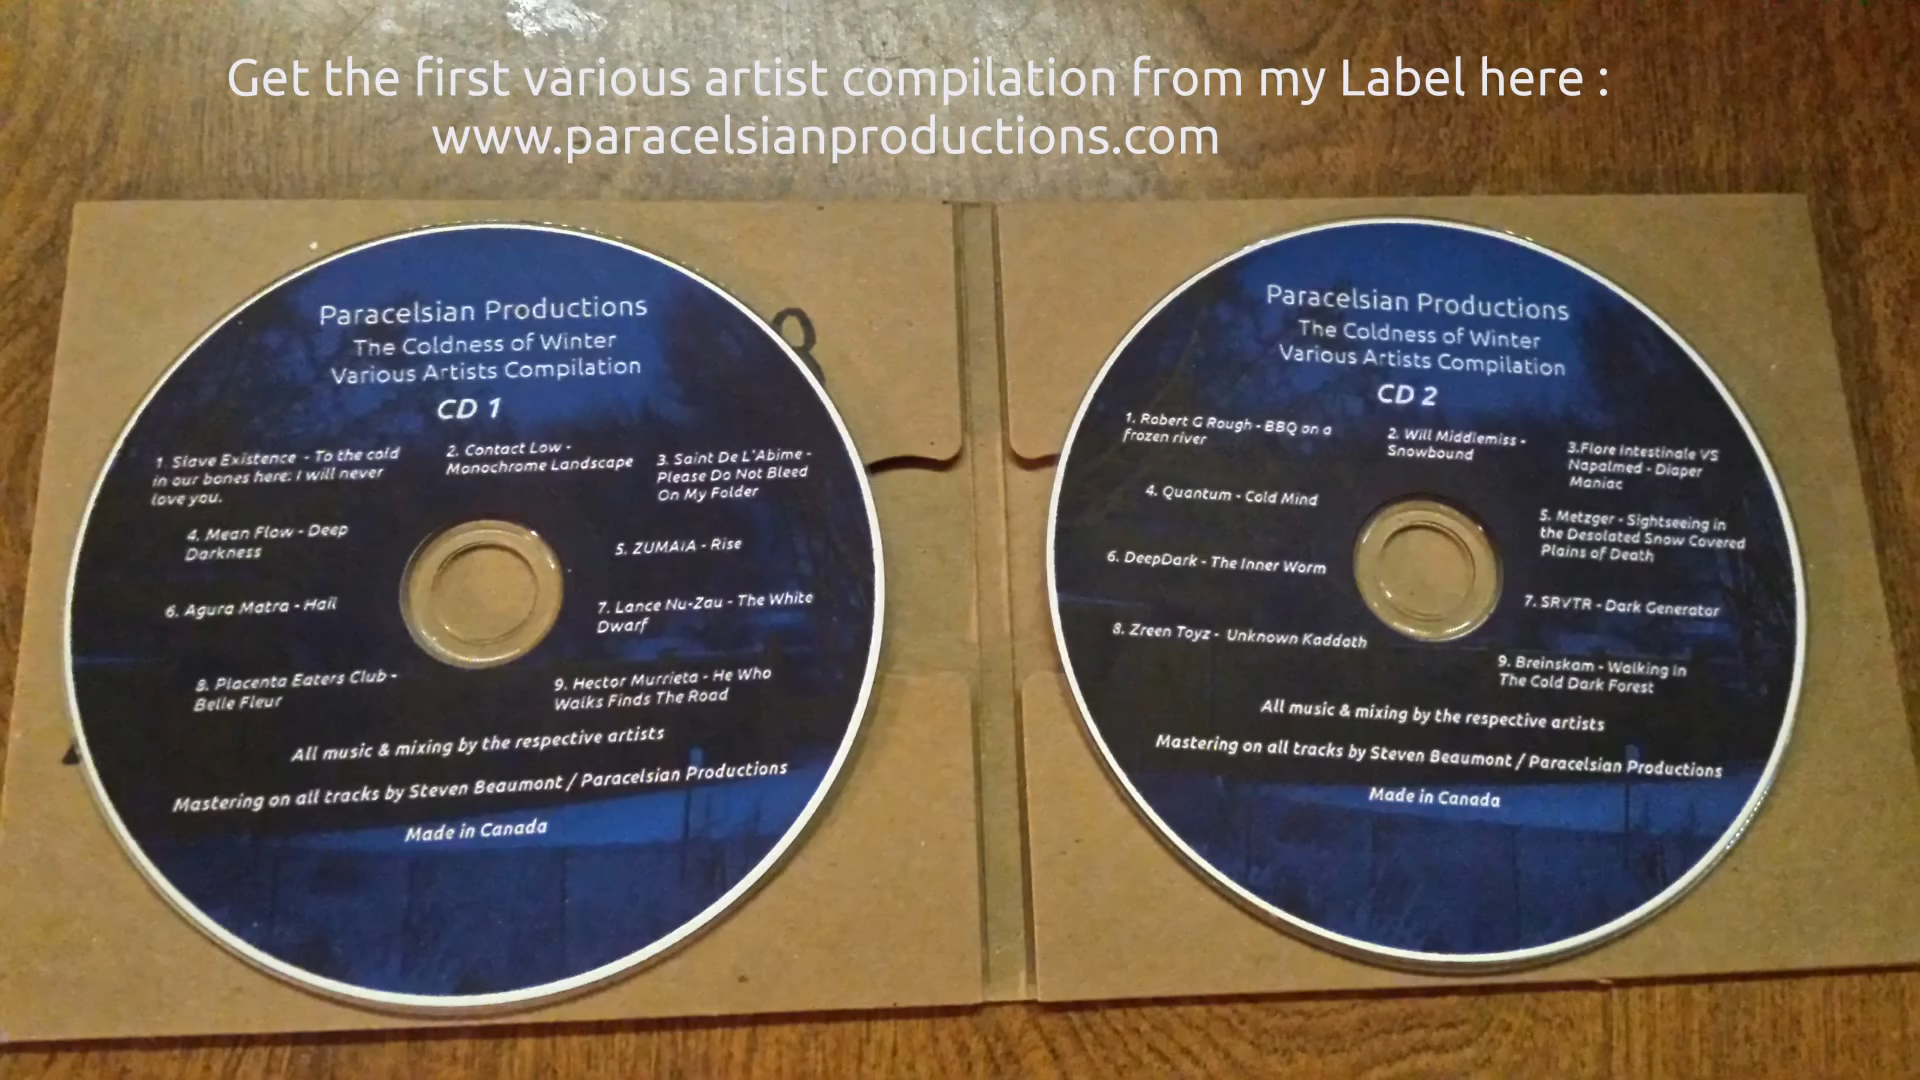 Get the first various artist compilation from my Label here :
www.paracelsianproductions.com
Paracelsian Productions
The Coldness of Winter
Various Artists Compilation
CD 1
1. Slave Existence - To the cold
in our bones here: I will never
love you.
2. Contact Low -
Monochrome Landscape
3. Saint De L'Abime -
Please Do Not Bleed
On My Folder
4. Mean Flow - Deep
Darkness
5. ZUMAIA - Rise
6. Agura Matra - Hail
7. Lance Nu-Zau - The White
Dwarf
8. Placenta Eaters Club -
Belle Fleur
9. Hector Murrieta - He Who
Walks Finds The Road
All music & mixing by the respective artists
Mastering on all tracks by Steven Beaumont / Paracelsian Productions
Made in Canada
Paracelsian Productions
The Coldness of Winter
Various Artists Compilation
CD 2
1. Robert G Rough - BBQ on a
frozen river
2. Will Middlemiss -
Snowbound
3.Flore Intestinale VS
Napalmed - Diaper
Maniac
4. Quantum - Cold Mind
5. Metzger - Sightseeing in
the Desolated Snow Covered
Plains of Death
6. DeepDark - The Inner Worm
7. SRVTR - Dark Generator
8. Zreen Toyz - Unknown Kaddath
9. Breinskam - Walking In
The Cold Dark Forest
All music & mixing by the respective artists
Mastering on all tracks by Steven Beaumont / Paracelsian Productions
Made in Canada